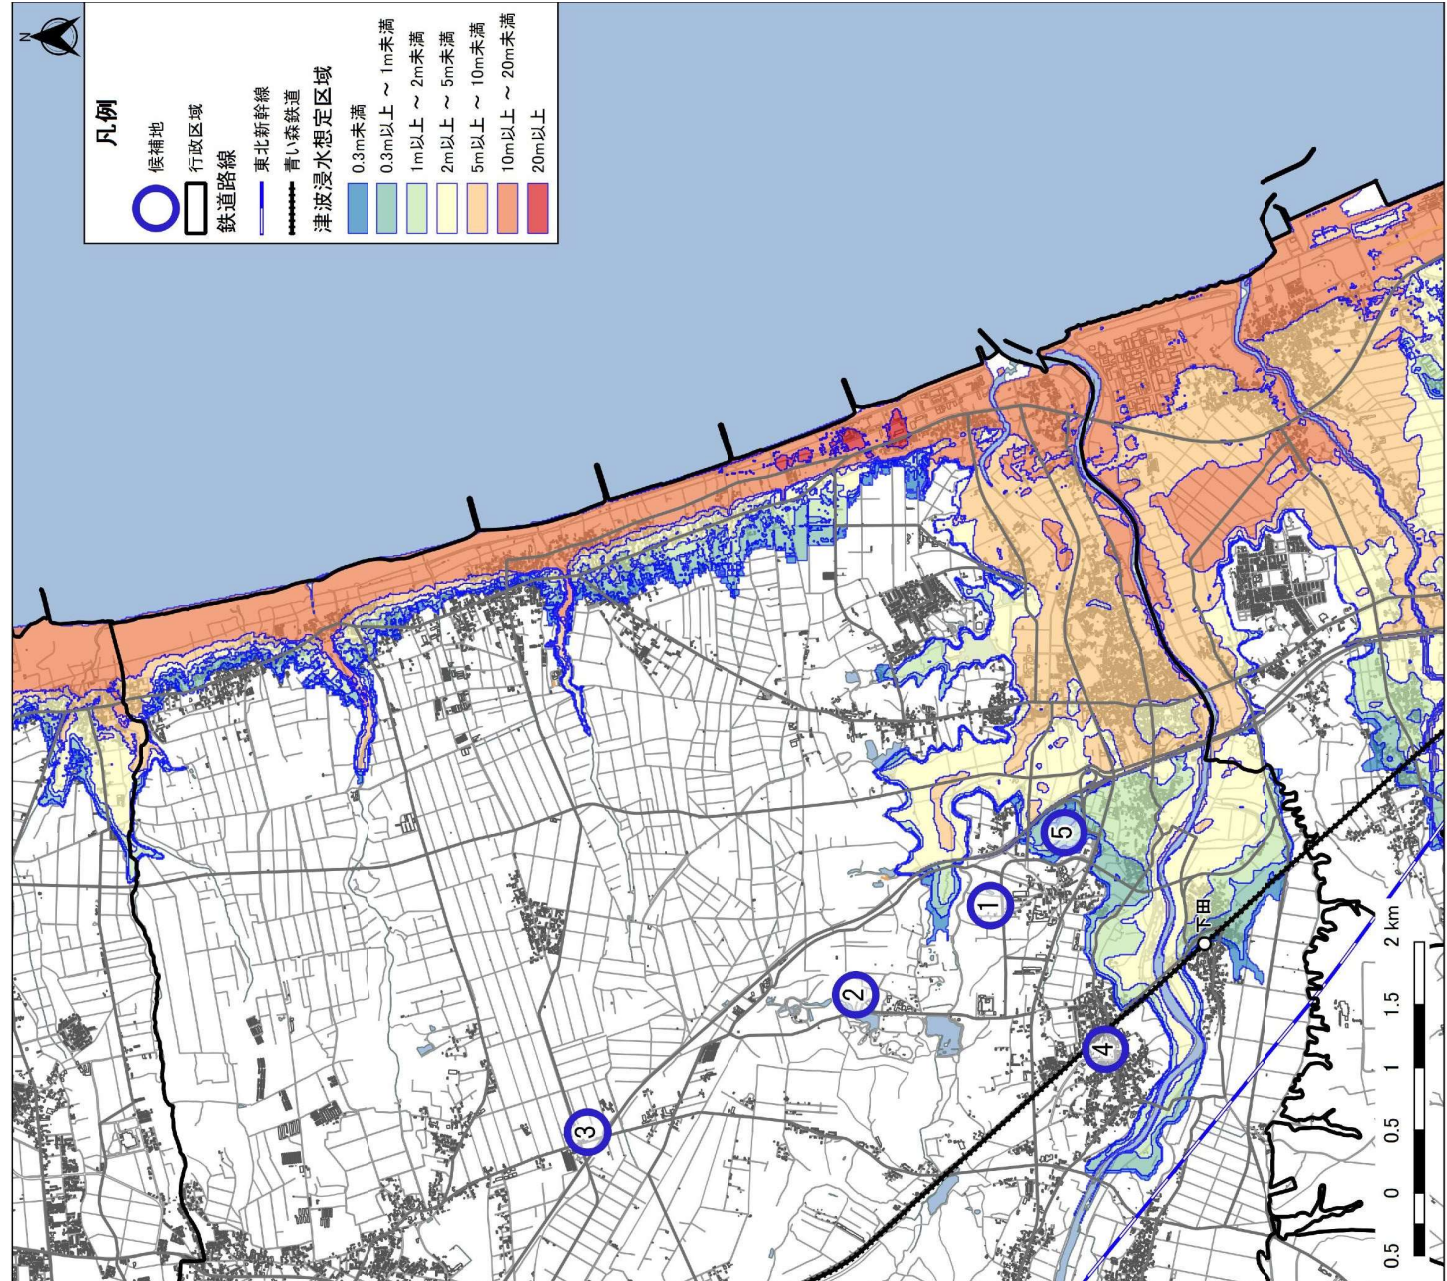 N
凡例
候補地
行政区域
鉄道路線
東北新幹線
青い森鉄道
津波浸水想定区域
0.3m未満
0.3m以上 ~ 1m未満
1m以上 ~ 2m未満
2m以上 ~ 5m未満
5m以上 ~ 10m未満
10m以上 ~ 20m未満
20m以上
3
2
1
5
4
下田
0.5 0 0.5 1 1.5 2 km